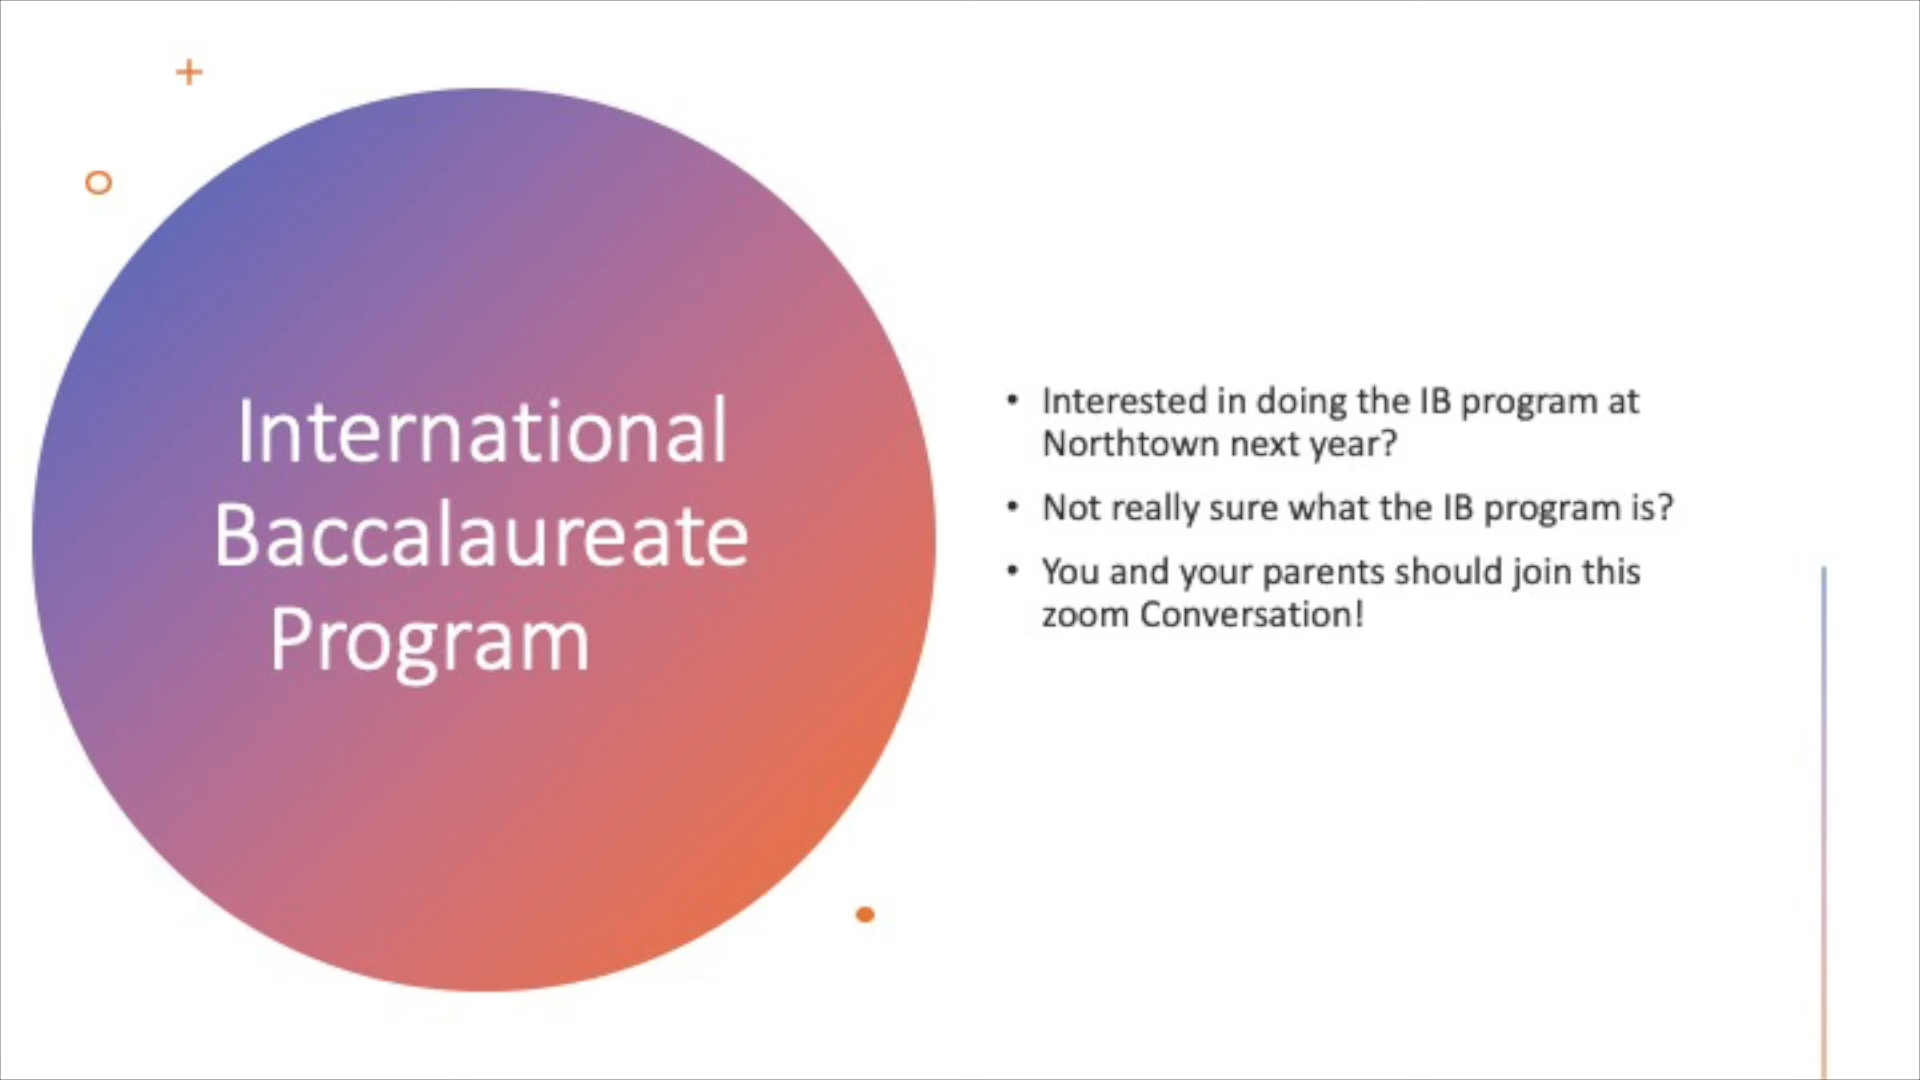 International
Baccalaureate
Program
• Interested in doing the IB program at
Northtown next year?
• Not really sure what the IB program is?
• You and your parents should join this
zoom Conversation!